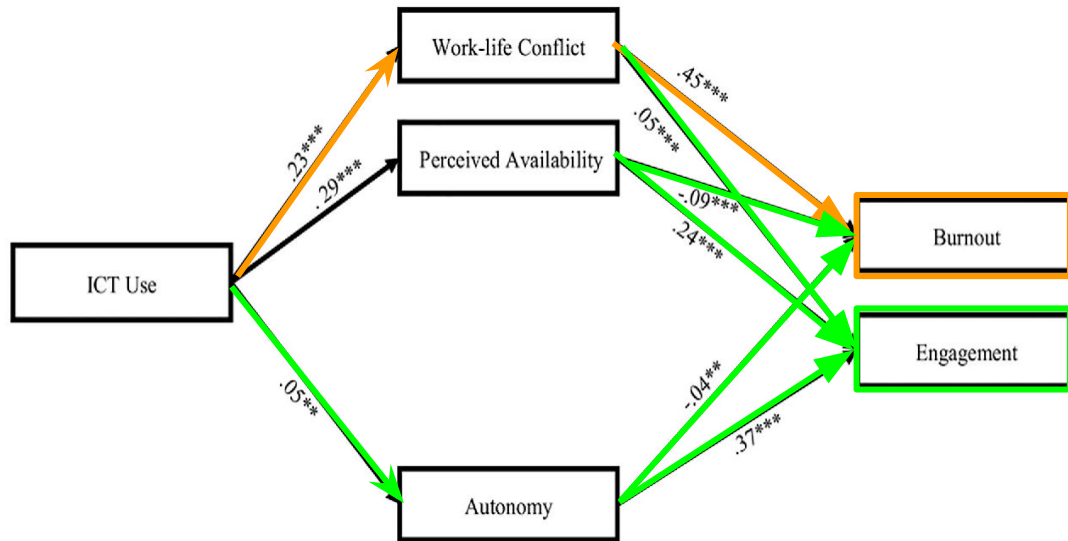 Work-life Conflict
.45***
.05***
.23***
Perceived Availability
.29***
-.09***
.24***
Burnout
ICT Use
Engagement
.05**
-.04**
.37***
Autonomy